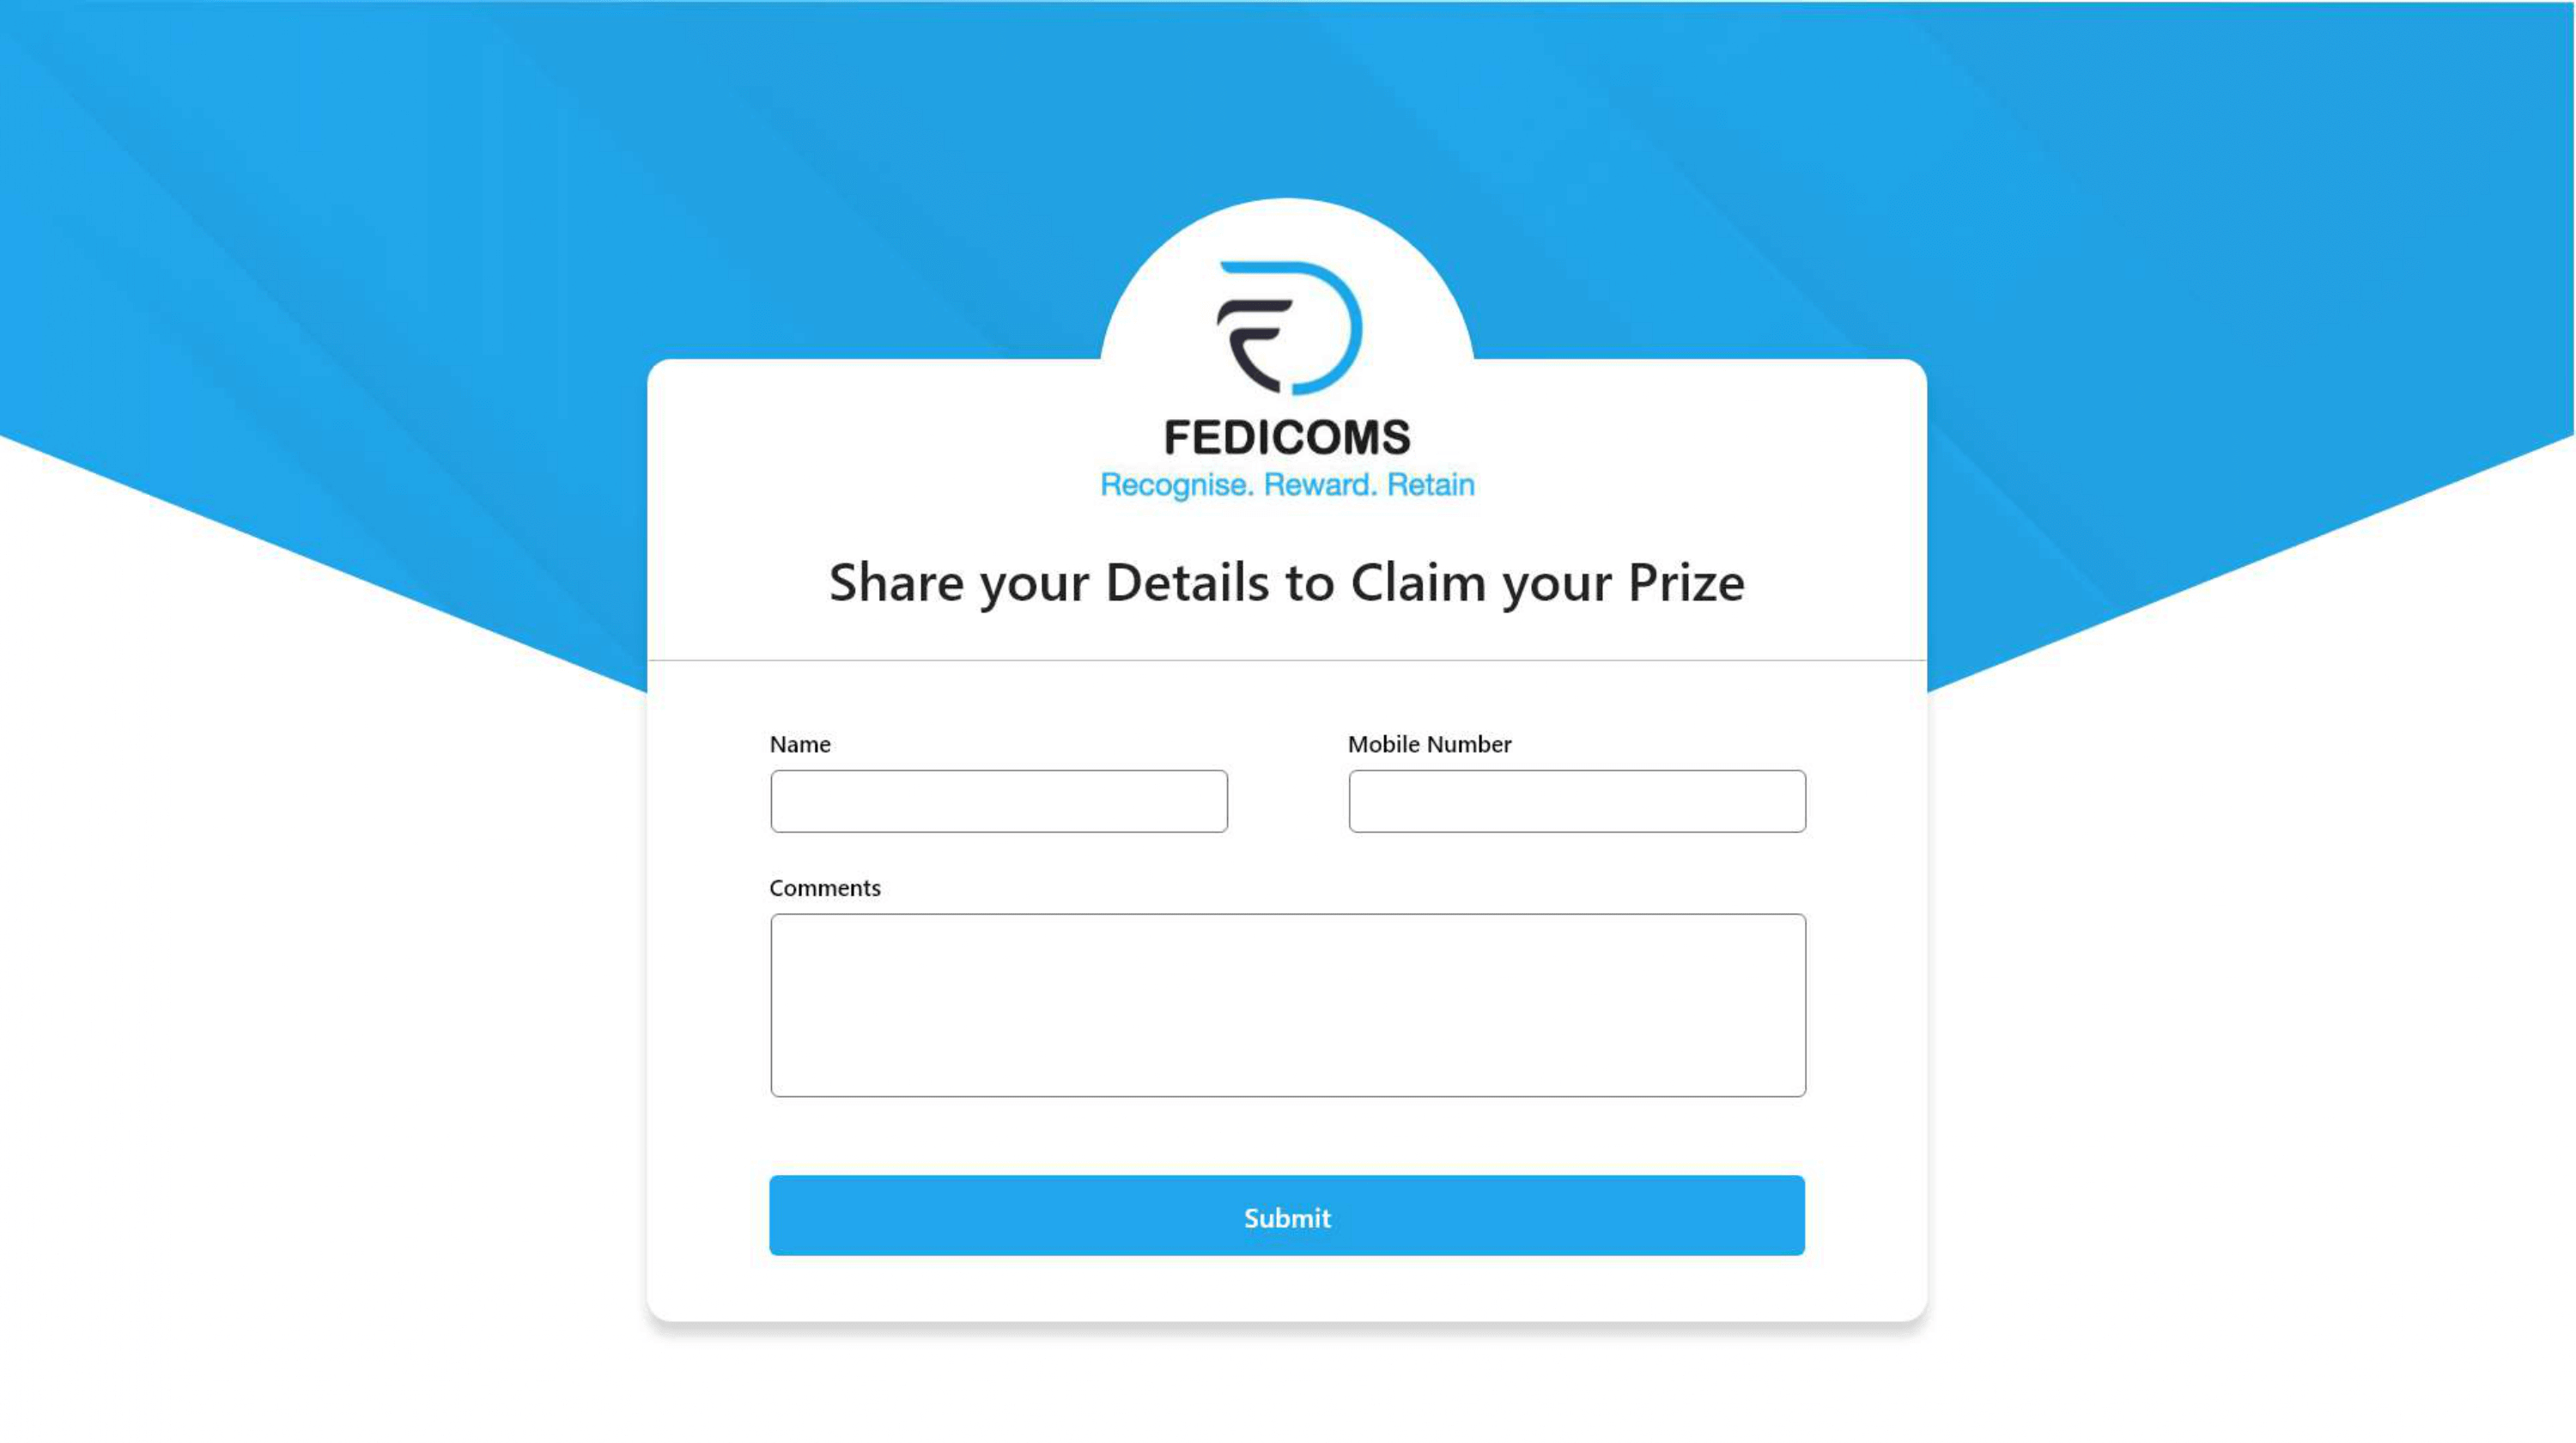 FEDICOMS
Recognise. Reward. Retain
Share your Details to Claim your Prize
Name
Mobile Number
Comments
Submit